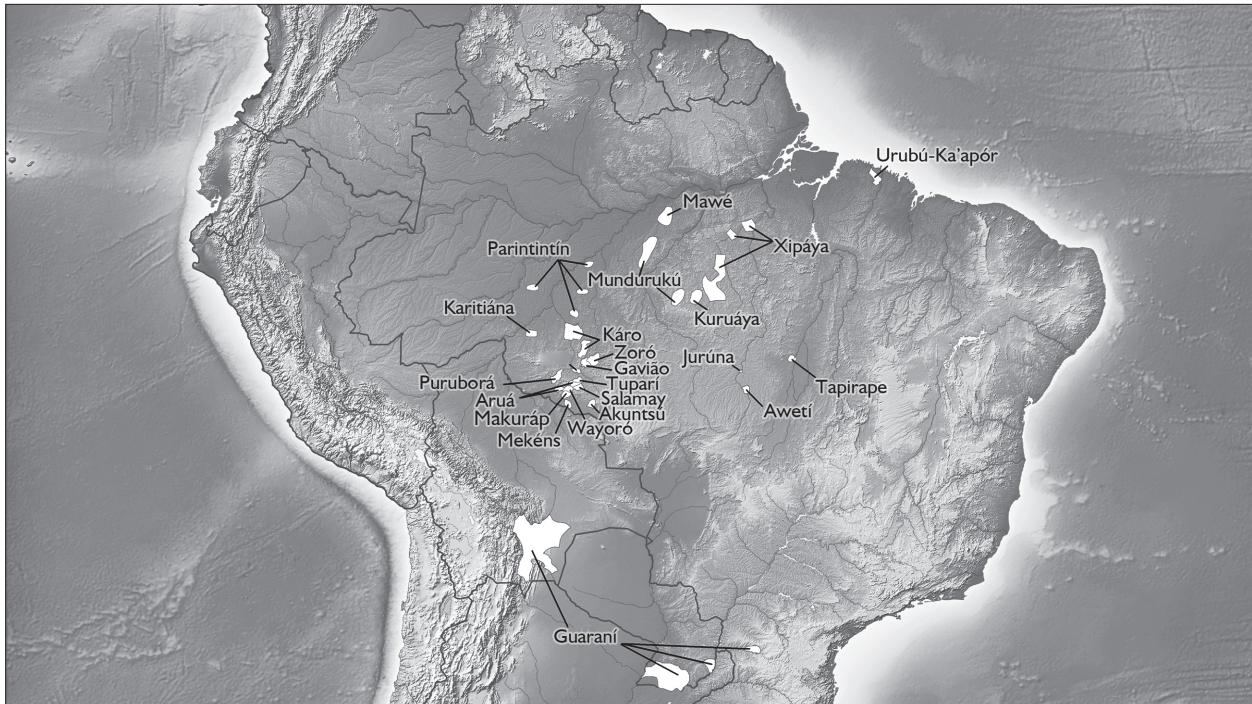 Urubú-Ka'apór
Mawé
Xipáya
Parintintín
Mundurukú
Karitiána
Kuruáya
Káro
Zoró
Jurúna
Gavião
Puruborá
Tuparí
Tapirape
Aruá
Salamay
Awetí
Makuráp
Akuntsú
Wayoró
Mekéns
Guaraní